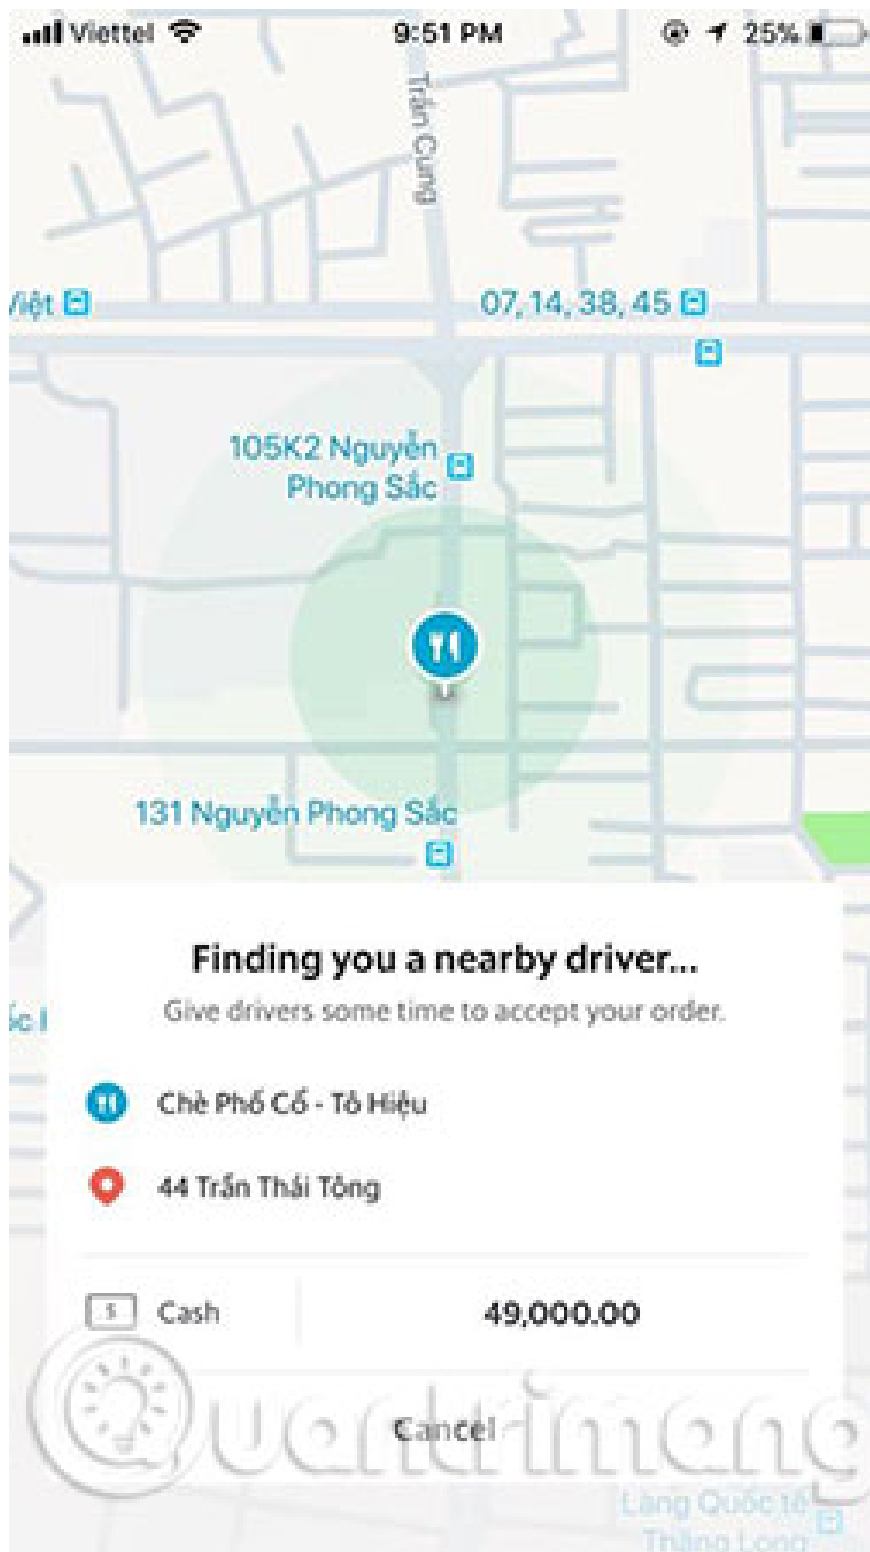 Viettel
9:51 PM
25%
Trần Cung
Việt
07, 14, 38, 45
105K2 Nguyễn
Phong Sắc
131 Nguyễn Phong Sắc
Finding you a nearby driver...
Give drivers some time to accept your order.
Chè Phố Cổ - Tô Hiệu
44 Trần Thái Tông
$ Cash
49,000.00
Cancel
Quantrimang
Làng Quốc tế
Thăng Long